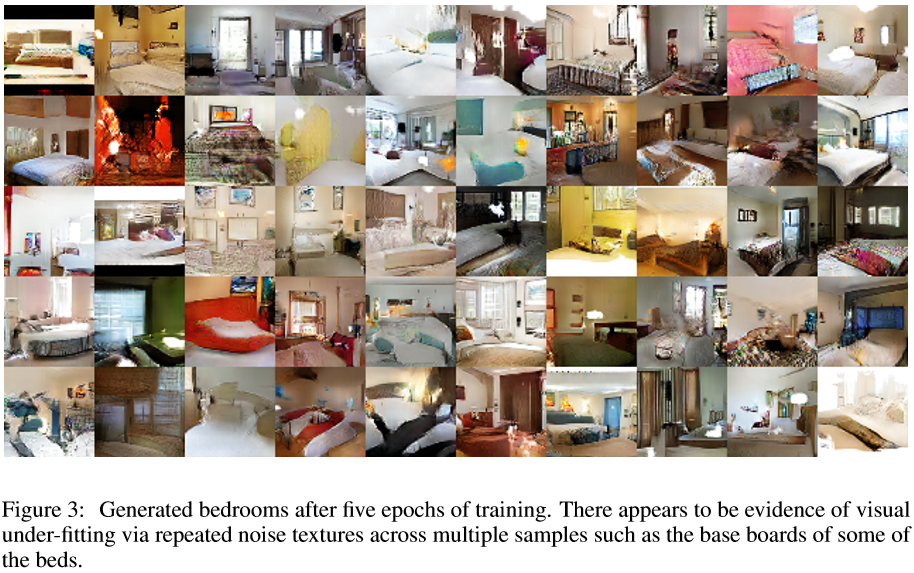 Figure 3: Generated bedrooms after five epochs of training. There appears to be evidence of visual
under-fitting via repeated noise textures across multiple samples such as the base boards of some of
the beds.